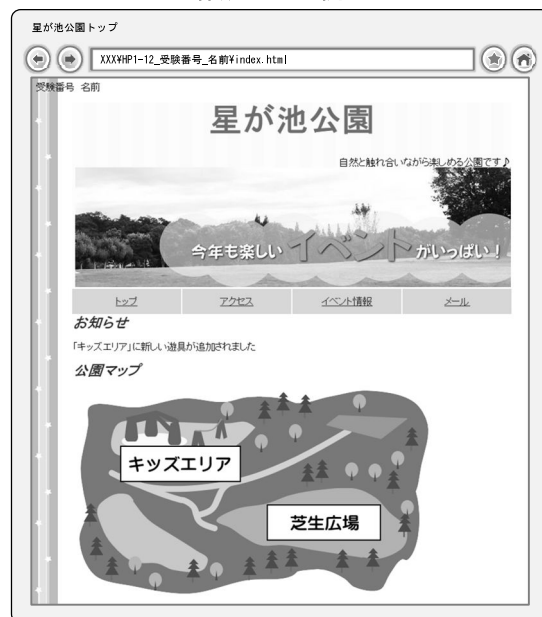 星が池公園トップ
XXX¥HP1-12_受験番号_名前¥index.html
受験番号 名前
星が池公園
自然と触れ合いながら楽しめる公園です♪
今年も楽しい イベント がいっぱい！
トップ アクセス イベント情報 メール
お知らせ
「キッズエリア」に新しい遊具が追加されました
公園マップ
キッズエリア
芝生広場